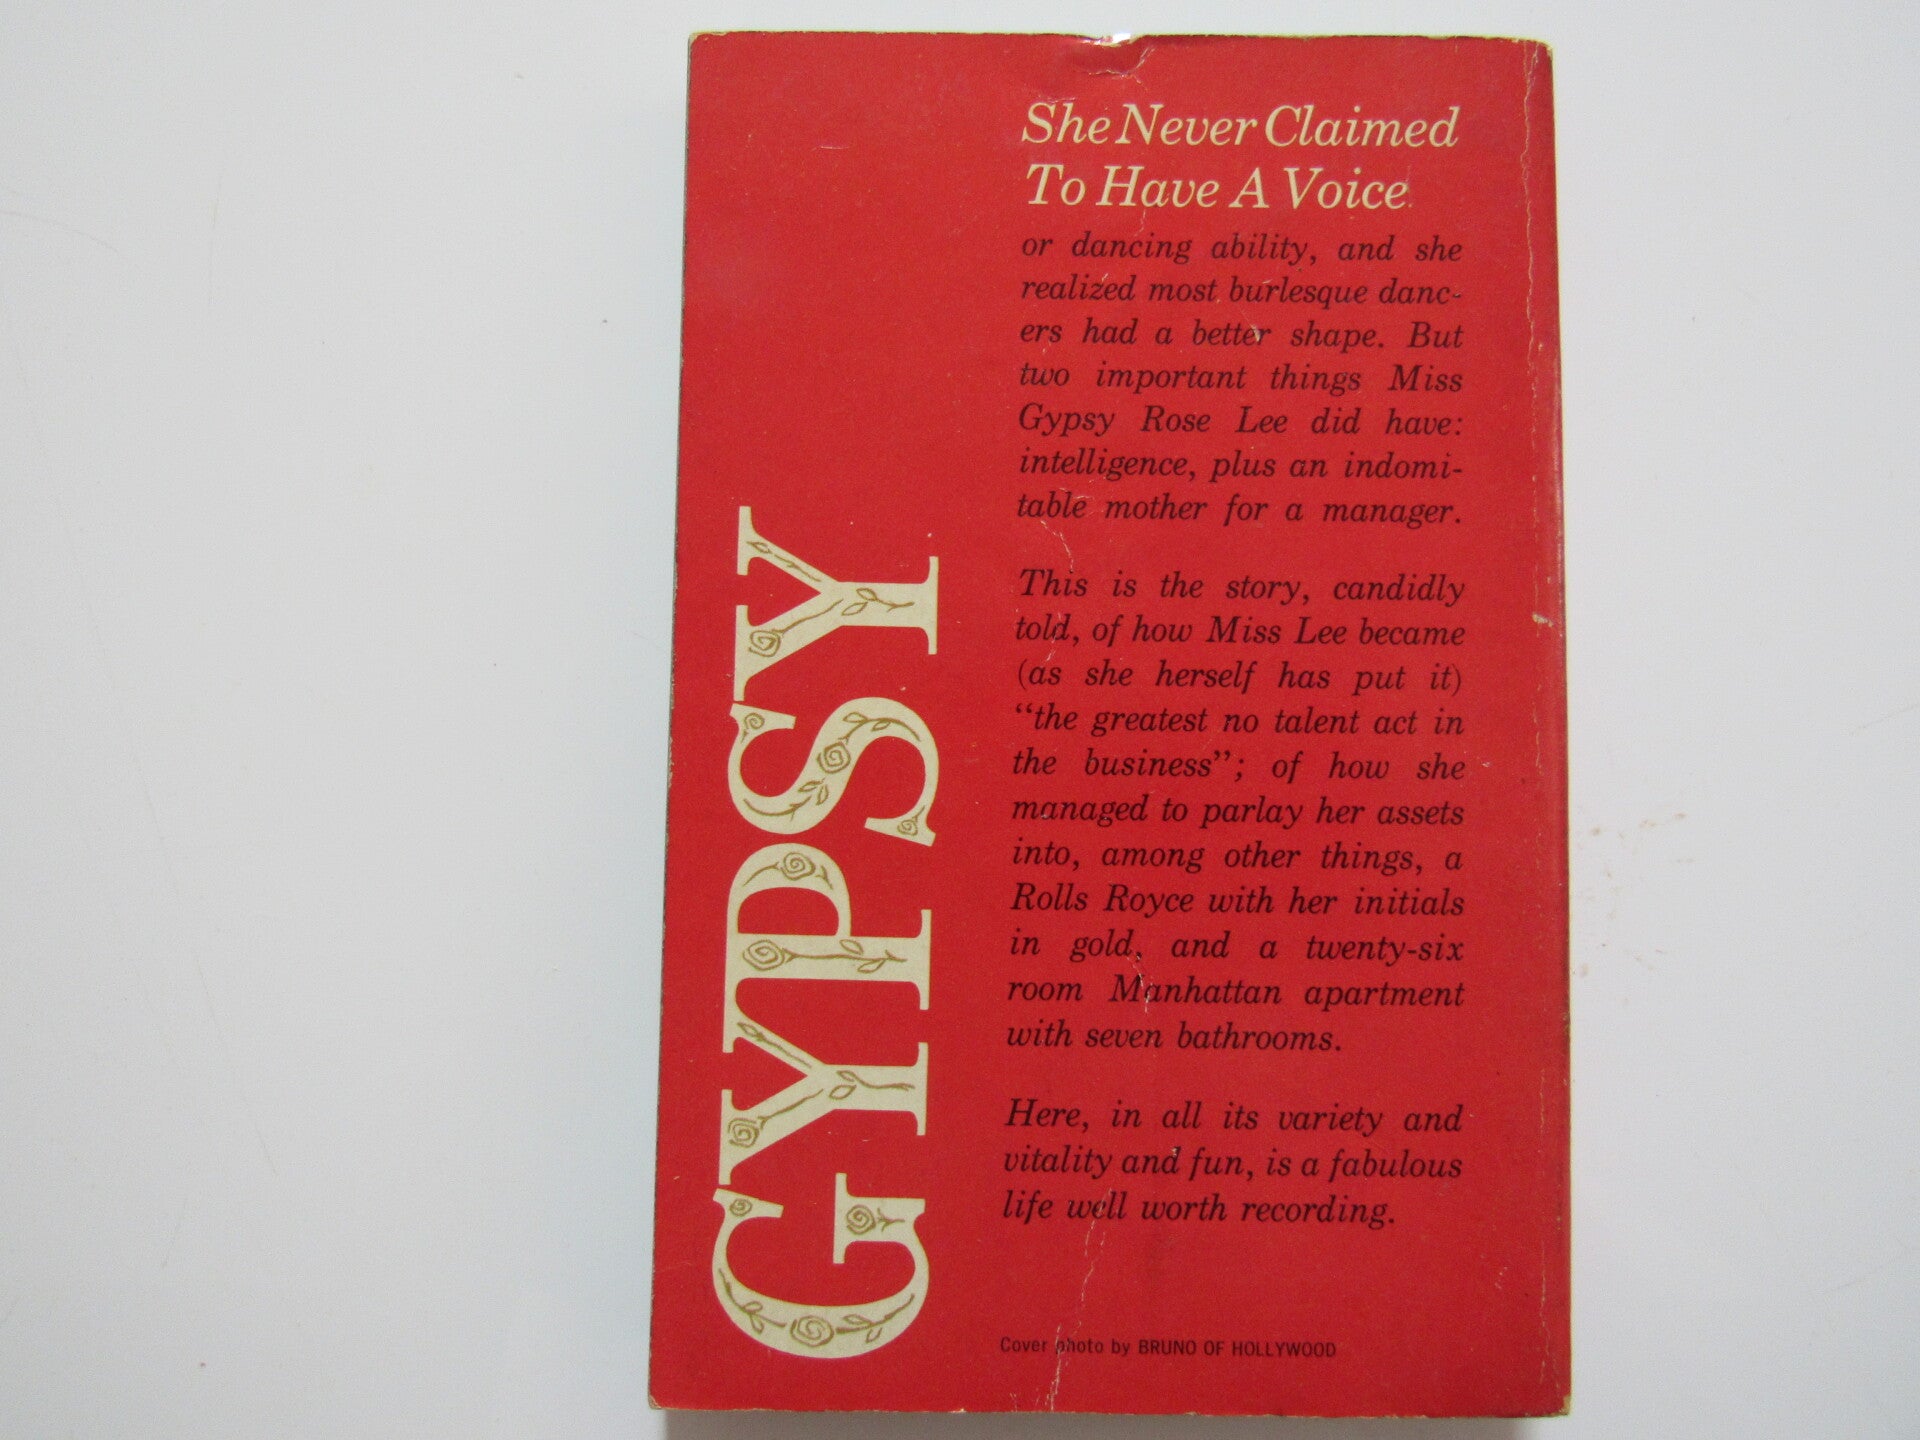 GYPSY
She Never Claimed
To Have A Voice
or dancing ability, and she
realized most burlesque danc-
ers had a better shape. But
two important things Miss
Gypsy Rose Lee did have:
intelligence, plus an indomi-
table mother for a manager.
This is the story, candidly
told, of how Miss Lee became
(as she herself has put it)
“the greatest no talent act in
the business”; of how she
managed to parlay her assets
into, among other things, a
Rolls Royce with her initials
in gold, and a twenty-six
room Manhattan apartment
with seven bathrooms.
Here, in all its variety and
vitality and fun, is a fabulous
life well worth recording.
Cover photo by BRUNO OF HOLLYWOOD